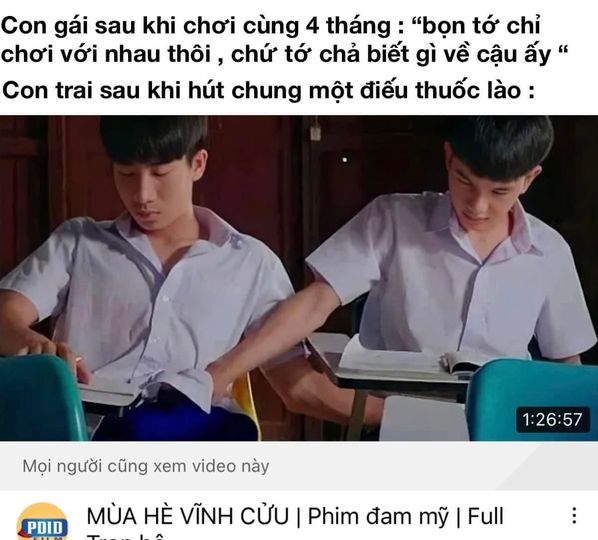 Con gái sau khi chơi cùng 4 tháng : “bọn tớ chỉ
chơi với nhau thôi , chứ tớ chả biết gì về cậu ấy “
Con trai sau khi hút chung một điếu thuốc lào :
1:26:57
Mọi người cũng xem video này
PDID
MÙA HÈ VĨNH CỬU | Phim đam mỹ | Full